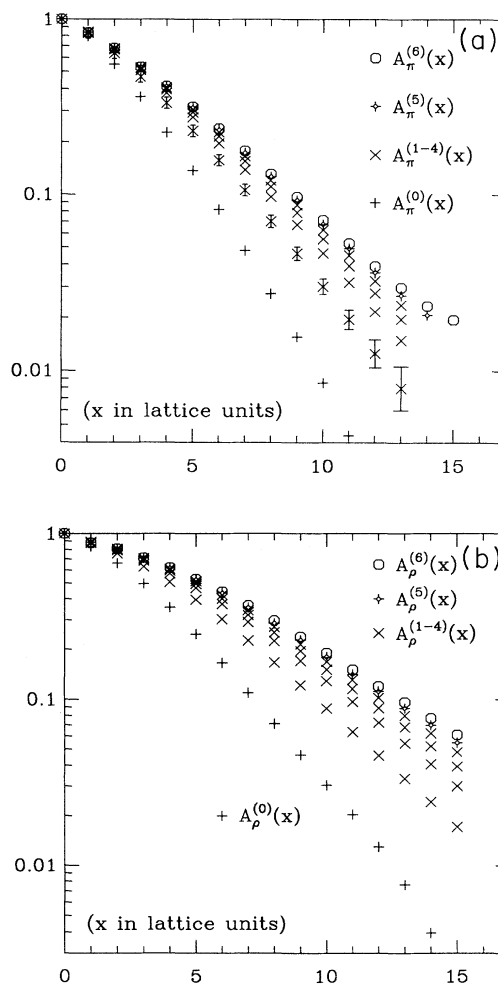 (a)
1
A_π^(6)(x)
A_π^(5)(x)
A_π^(1-4)(x)
A_π^(0)(x)
0.1
0.01
(x in lattice units)
0 5 10 15
(b)
1
A_ρ^(6)(x)
A_ρ^(5)(x)
A_ρ^(1-4)(x)
0.1
A_ρ^(0)(x)
0.01
(x in lattice units)
0 5 10 15